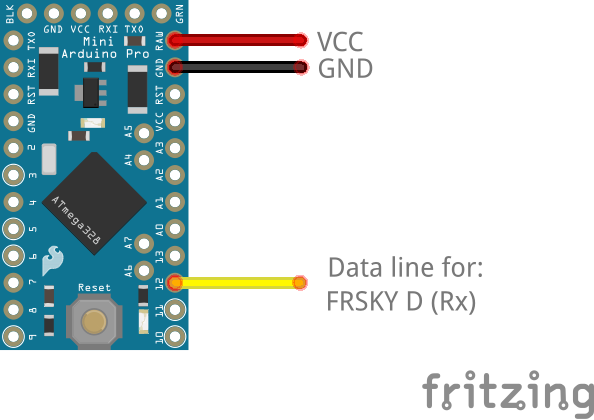 BLK GND VCC RXI TXO GRN
TXO
RXI
RST
GND
2
3
4
5
6
7
8
9
Mini
Arduino Pro
RAW
GND
RST
VCC
A3
A2
A1
A0
13
12
11
10
A5
A4
A7
A6
ATmega328
Reset
VCC
GND
Data line for:
FRSKY D (Rx)
fritzing